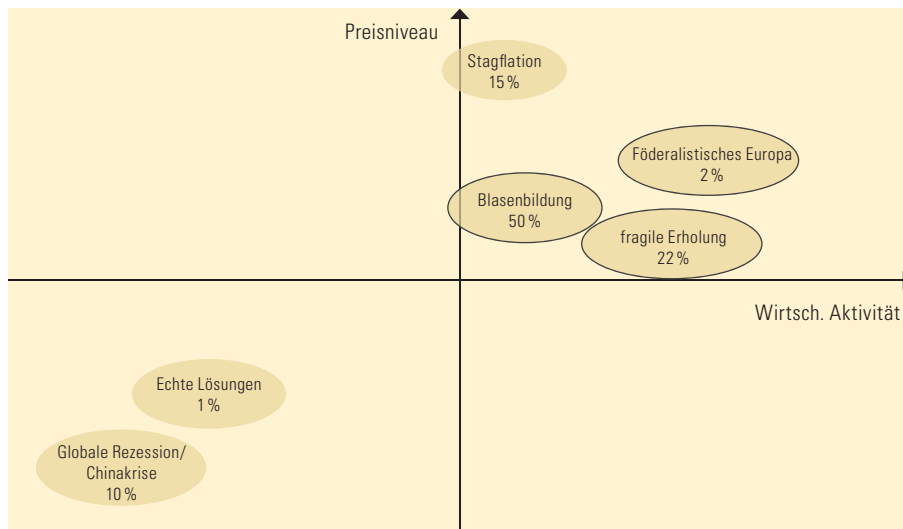 Preisniveau
Stagflation
15 %
Föderalistisches Europa
2 %
Blasenbildung
50 %
fragile Erholung
22 %
Wirtsch. Aktivität
Echte Lösungen
1 %
Globale Rezession/
Chinakrise
10 %